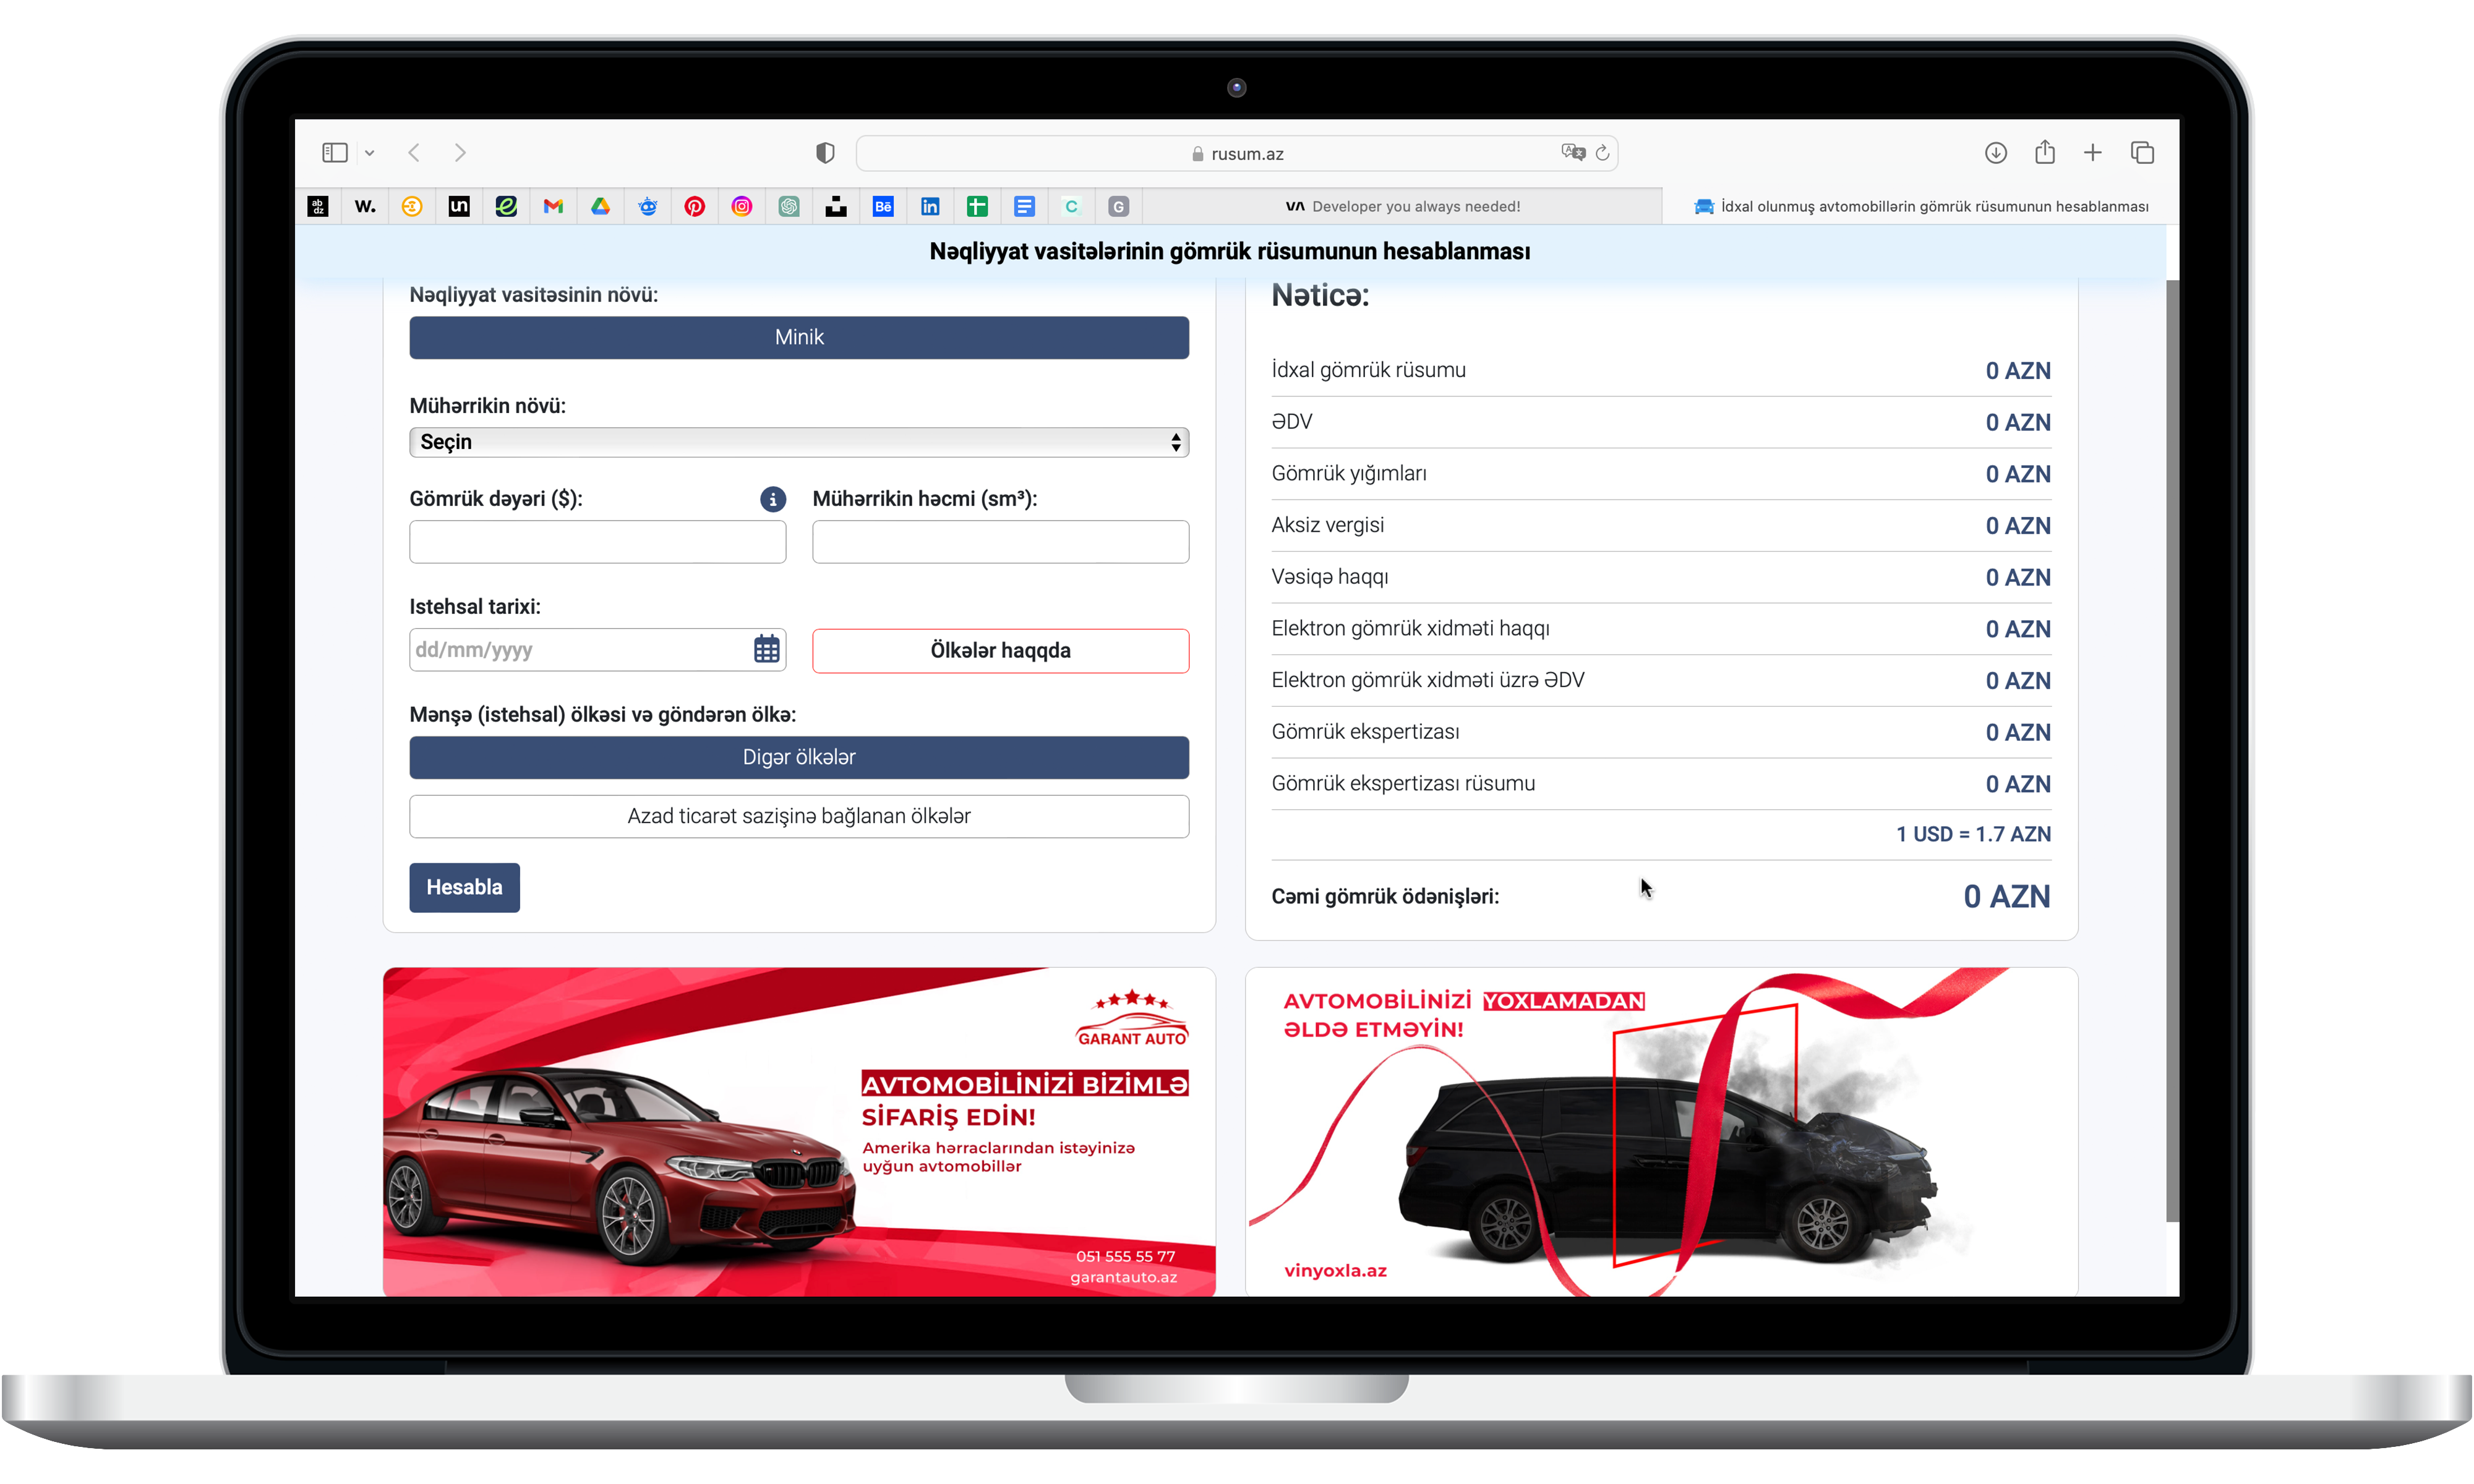 rusum.az
ab
dz
W.
un
Bē
in
C
G
VA Developer you always needed!
İdxal olunmuş avtomobillərin gömrük rüsumunun hesablanması
Nəqliyyat vasitələrinin gömrük rüsumunun hesablanması
Nəqliyyat vasitəsinin növü:
Minik
Mühərrikin növü:
Seçin
Gömrük dəyəri ($):
i
Mühərrikin həcmi (sm³):
Istehsal tarixi:
dd/mm/yyyy
Ölkələr haqqda
Mənşə (istehsal) ölkəsi və göndərən ölkə:
Digər ölkələr
Azad ticarət sazişinə bağlanan ölkələr
Hesabla
Nəticə:
İdxal gömrük rüsumu 0 AZN
ƏDV 0 AZN
Gömrük yığımları 0 AZN
Aksiz vergisi 0 AZN
Vəsiqə haqqı 0 AZN
Elektron gömrük xidməti haqqı 0 AZN
Elektron gömrük xidməti üzrə ƏDV 0 AZN
Gömrük ekspertizası 0 AZN
Gömrük ekspertizası rüsumu 0 AZN
1 USD = 1.7 AZN
Cəmi gömrük ödənişləri: 0 AZN
GARANT AUTO
AVTOMOBİLİNİZİ BİZİMLƏ
SİFARİŞ EDİN!
Amerika hərraclarından istəyinizə
uyğun avtomobillər
051 555 55 77
garantauto.az
AVTOMOBİLİNİZİ YOXLAMADAN
ƏLDƏ ETMƏYİN!
vinyoxla.az